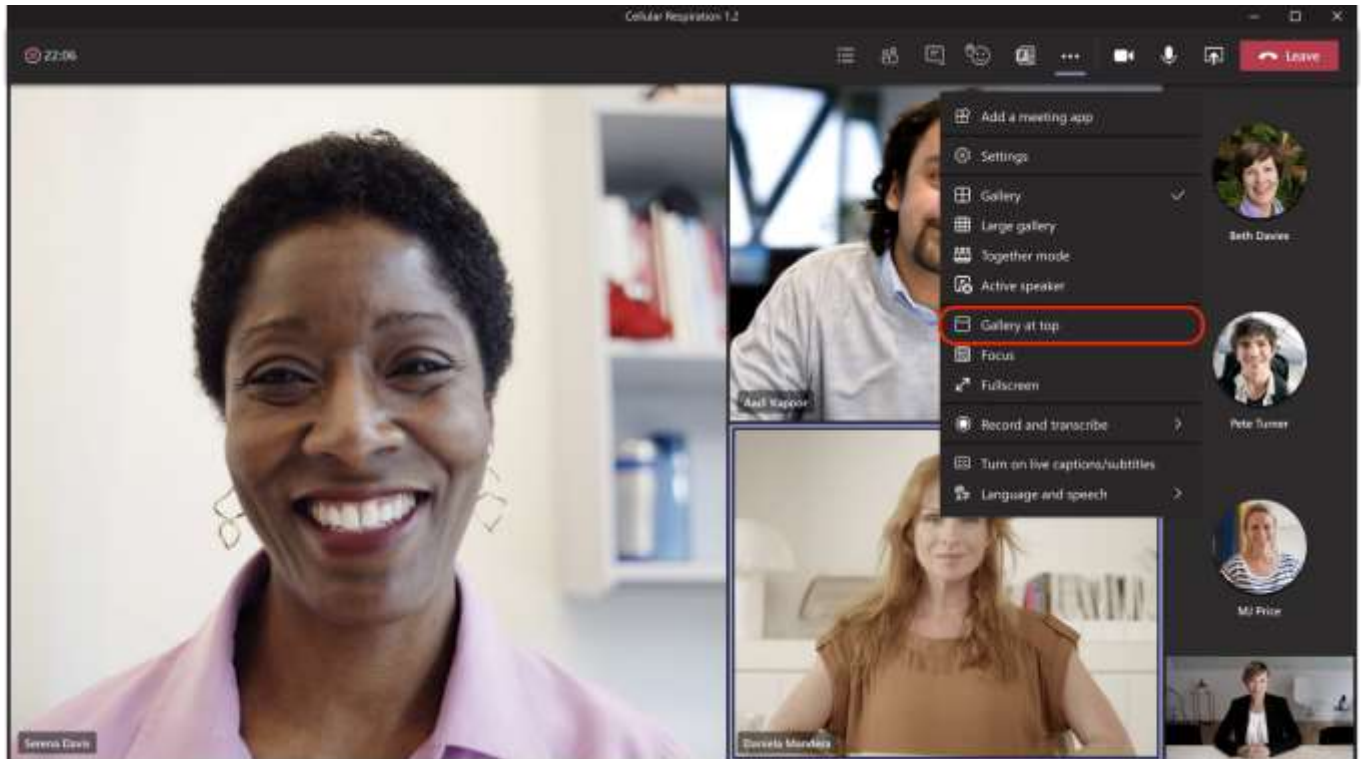 Cellular Respiration 1.2
22:06
Leave
Add a meeting app
Settings
Gallery
Large gallery
Together mode
Active speaker
Gallery at top
Focus
Fullscreen
Record and transcribe
Turn on live captions/subtitles
Language and speech
Beth Davies
Pete Turner
MJ Price
Aadi Kapoor
Serena Davis
Daniela Mandera